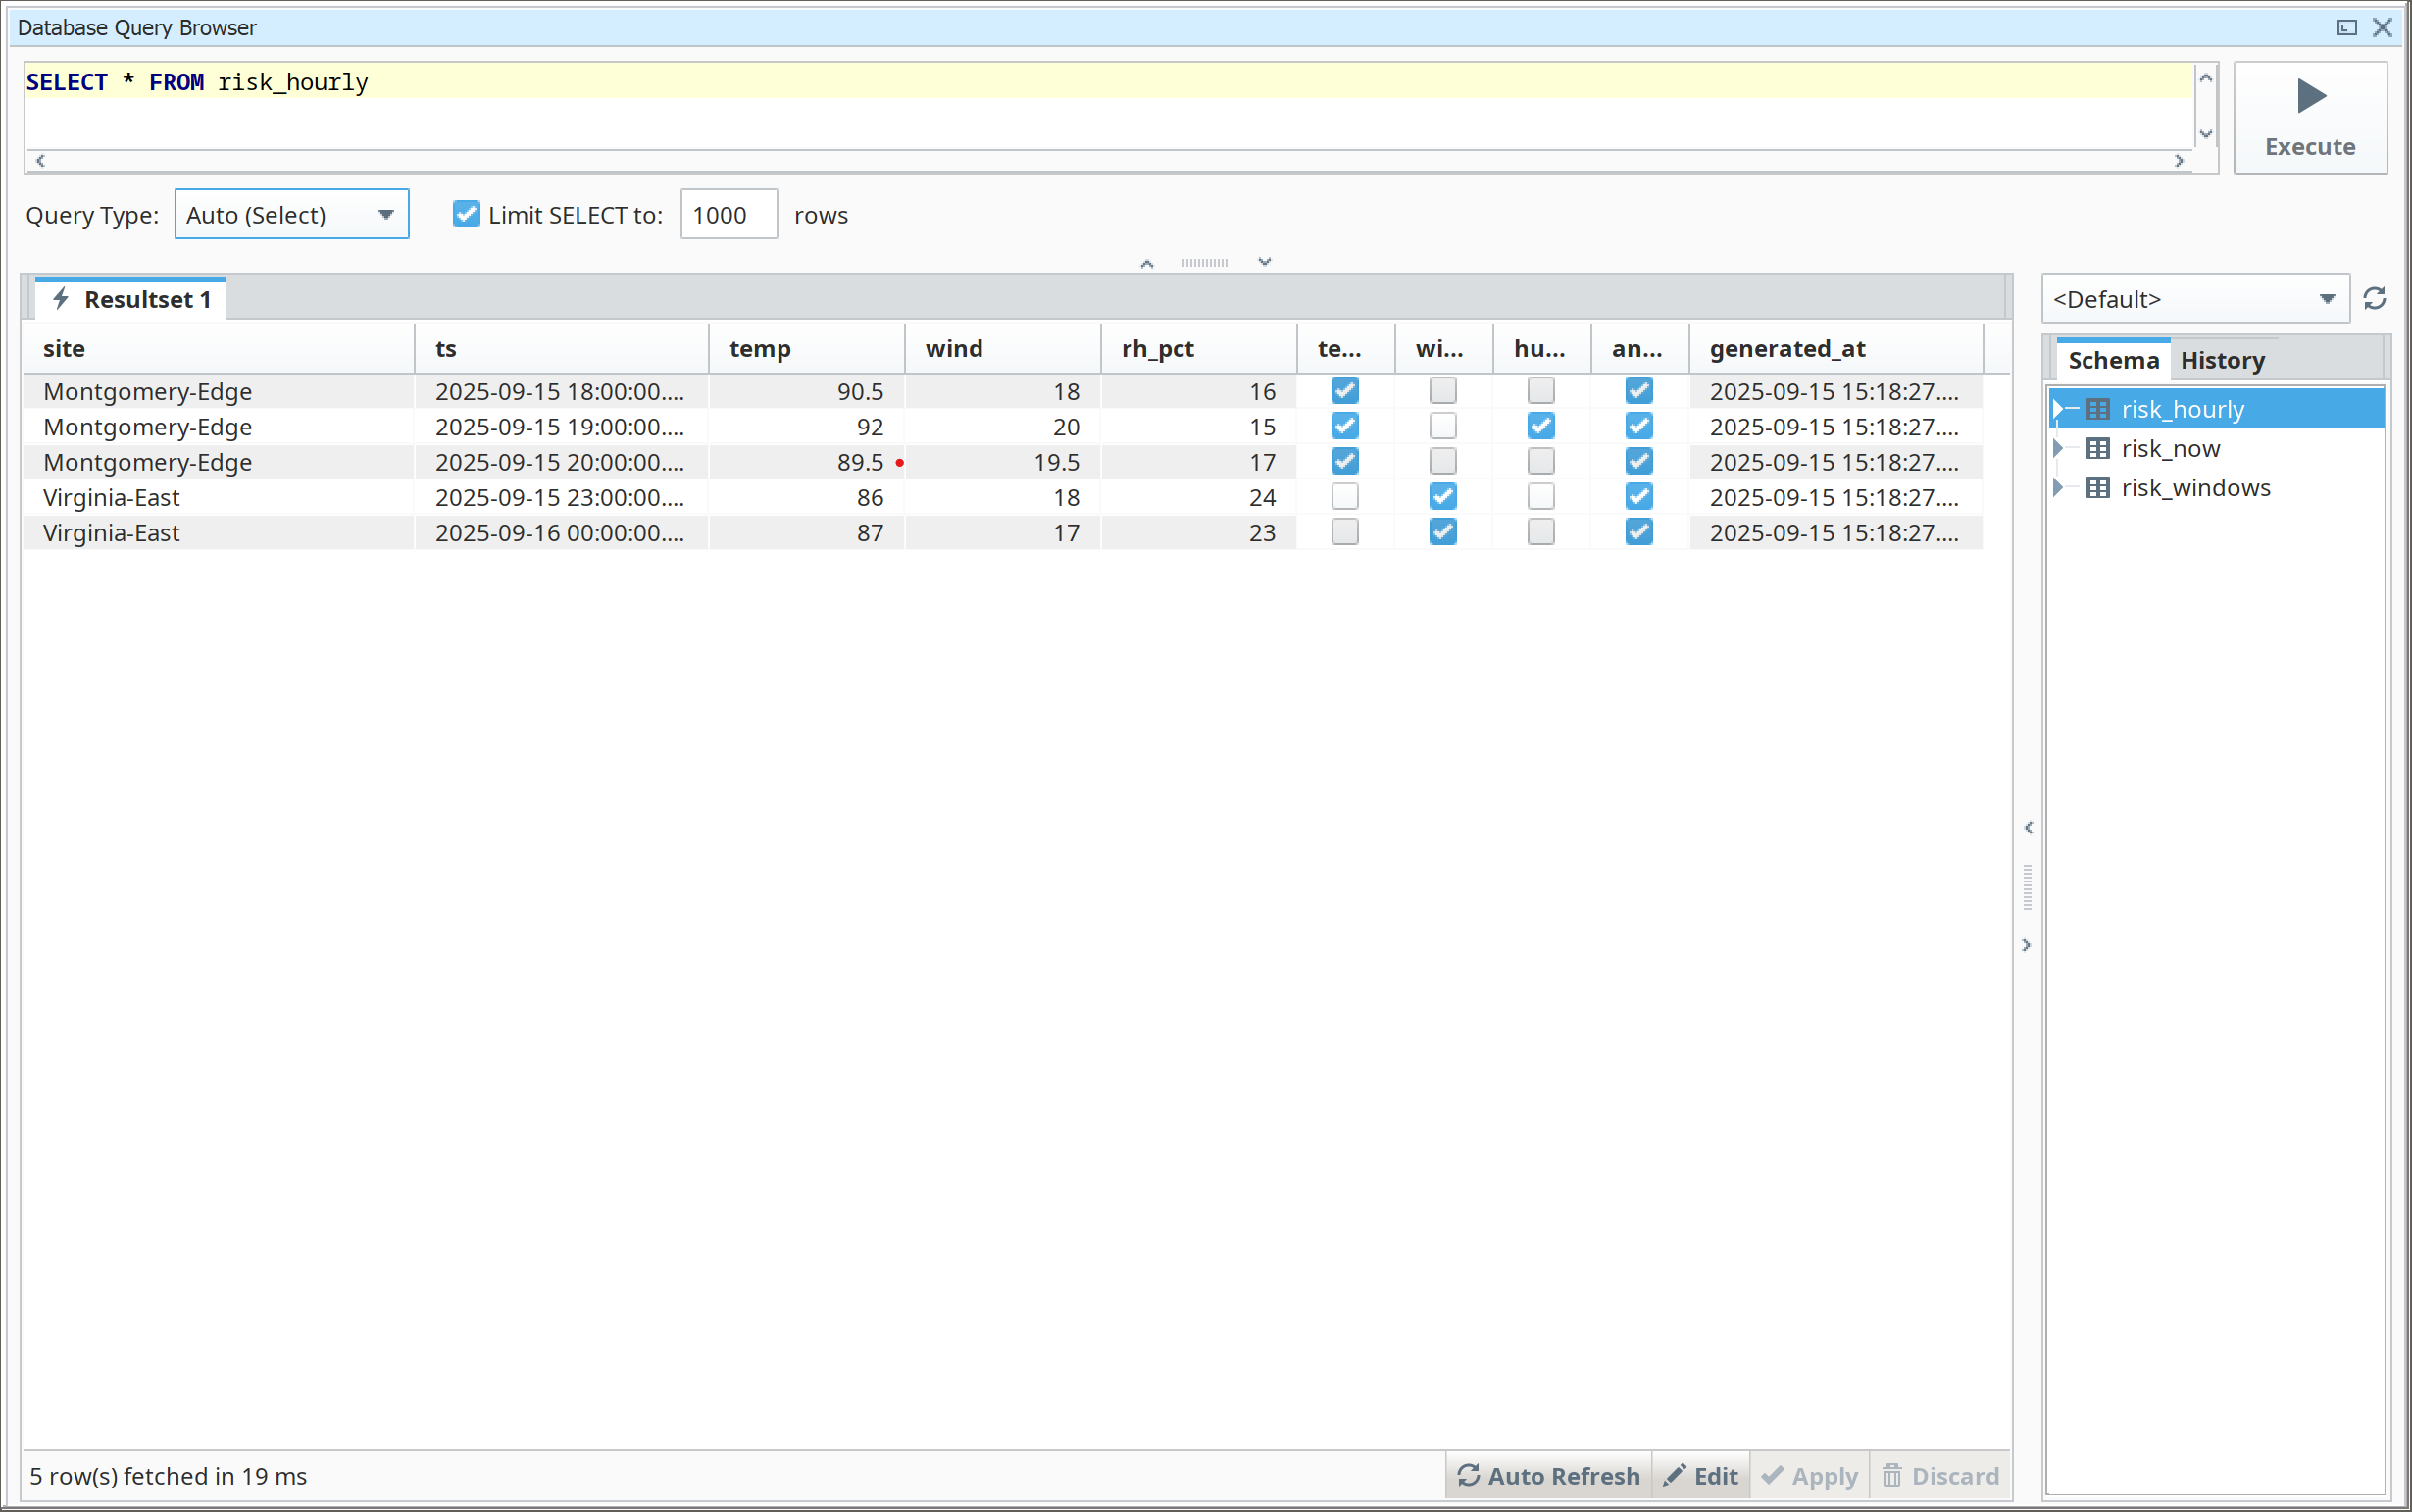 Database Query Browser
SELECT * FROM risk_hourly
Execute
Query Type: Auto (Select) Limit SELECT to: 1000 rows
Resultset 1
<Default>
site ts temp wind rh_pct te... wi... hu... an... generated_at
Montgomery-Edge 2025-09-15 18:00:00.... 90.5 18 16 2025-09-15 15:18:27....
Montgomery-Edge 2025-09-15 19:00:00.... 92 20 15 2025-09-15 15:18:27....
Montgomery-Edge 2025-09-15 20:00:00.... 89.5 19.5 17 2025-09-15 15:18:27....
Virginia-East 2025-09-15 23:00:00.... 86 18 24 2025-09-15 15:18:27....
Virginia-East 2025-09-16 00:00:00.... 87 17 23 2025-09-15 15:18:27....
Schema History
risk_hourly
risk_now
risk_windows
5 row(s) fetched in 19 ms
Auto Refresh Edit Apply Discard